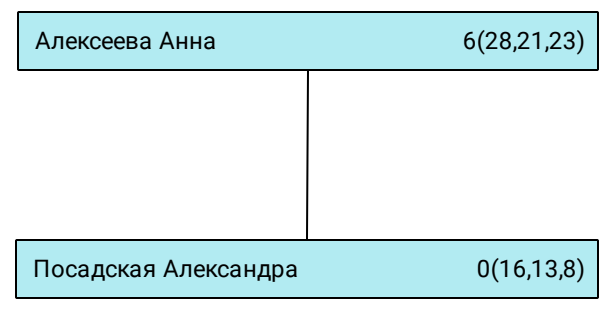 Алексеева Анна 6(28,21,23)
Посадская Александра 0(16,13,8)